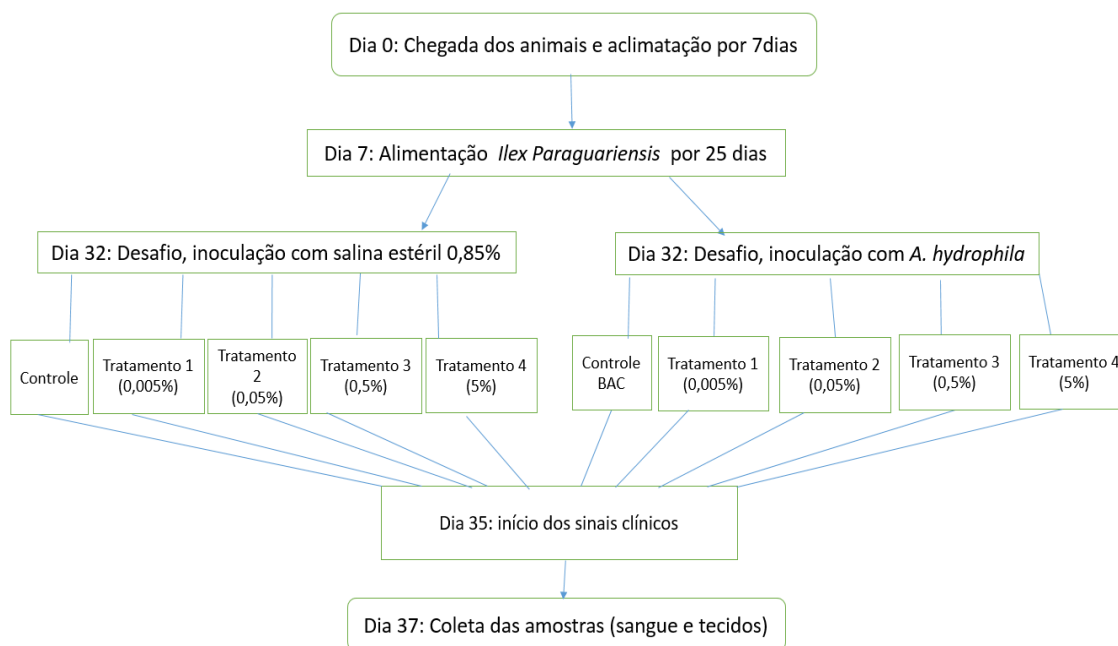 Dia 0: Chegada dos animais e aclimatação por 7dias
Dia 7: Alimentação Ilex Paraguariensis por 25 dias
Dia 32: Desafio, inoculação com salina estéril 0,85%
Dia 32: Desafio, inoculação com A. hydrophila
Controle
Tratamento 1
(0,005%)
Tratamento
2
(0,05%)
Tratamento 3
(0,5%)
Tratamento 4
(5%)
Controle
BAC
Tratamento 1
(0,005%)
Tratamento 2
(0,05%)
Tratamento 3
(0,5%)
Tratamento 4
(5%)
Dia 35: início dos sinais clínicos
Dia 37: Coleta das amostras (sangue e tecidos)